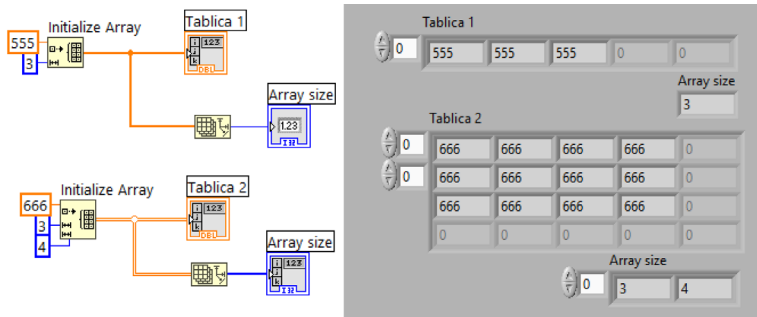 Initialize Array
Tablica 1
555
3
123
DBL
Array size
1.23
I32
Initialize Array
Tablica 2
666
3
4
123
DBL
Array size
123
I32
Tablica 1
0 555 555 555 0 0
Array size
3
Tablica 2
0 666 666 666 666 0
0 666 666 666 666 0
666 666 666 666 0
0 0 0 0 0
Array size
0 3 4